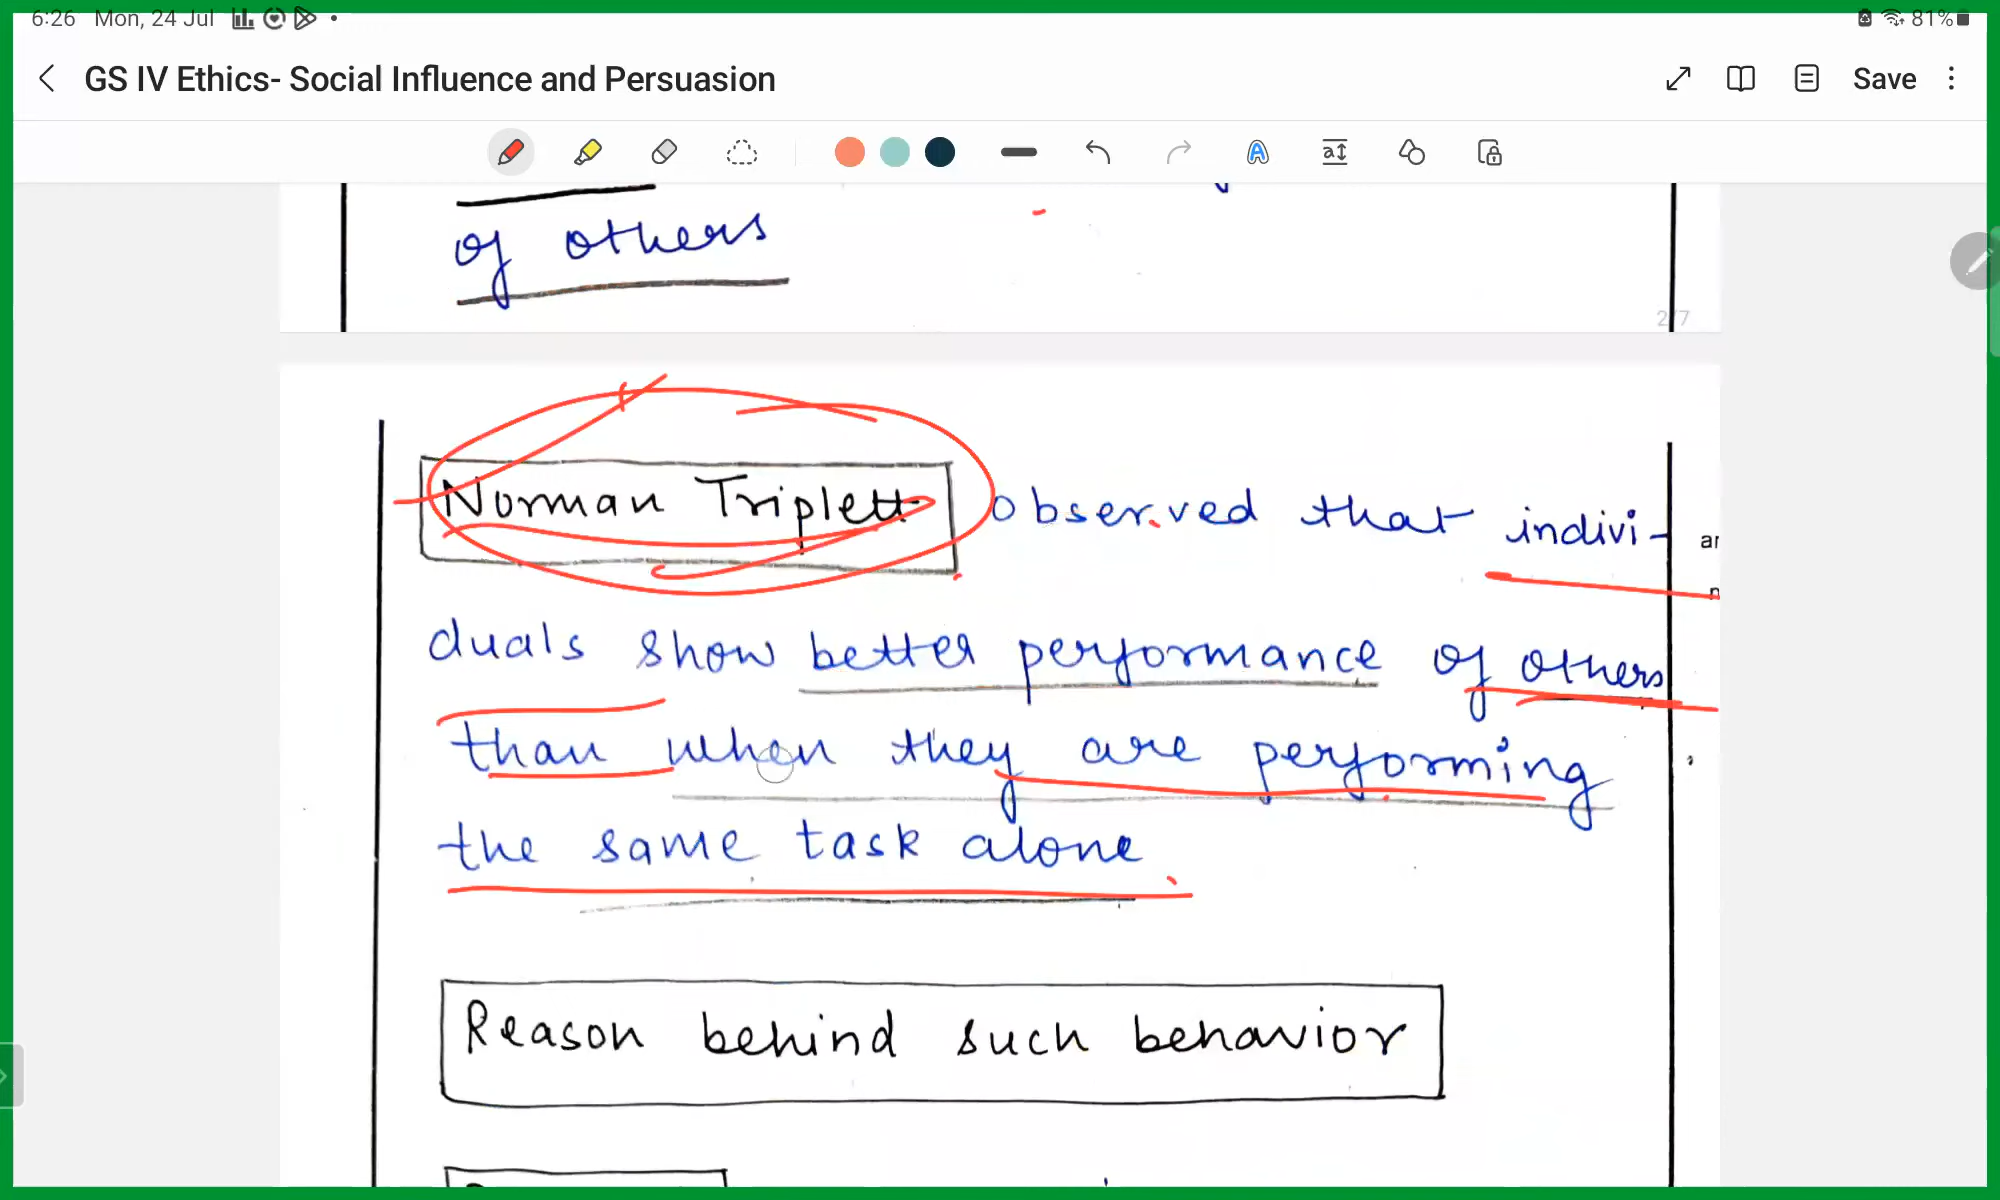 6:26 Mon, 24 Jul
81%
GS IV Ethics- Social Influence and Persuasion
Save
of others
2/7
Norman Triplett observed that indivi-
duals show better performance of others
than when they are performing
the same task alone.
Reason behind such behavior